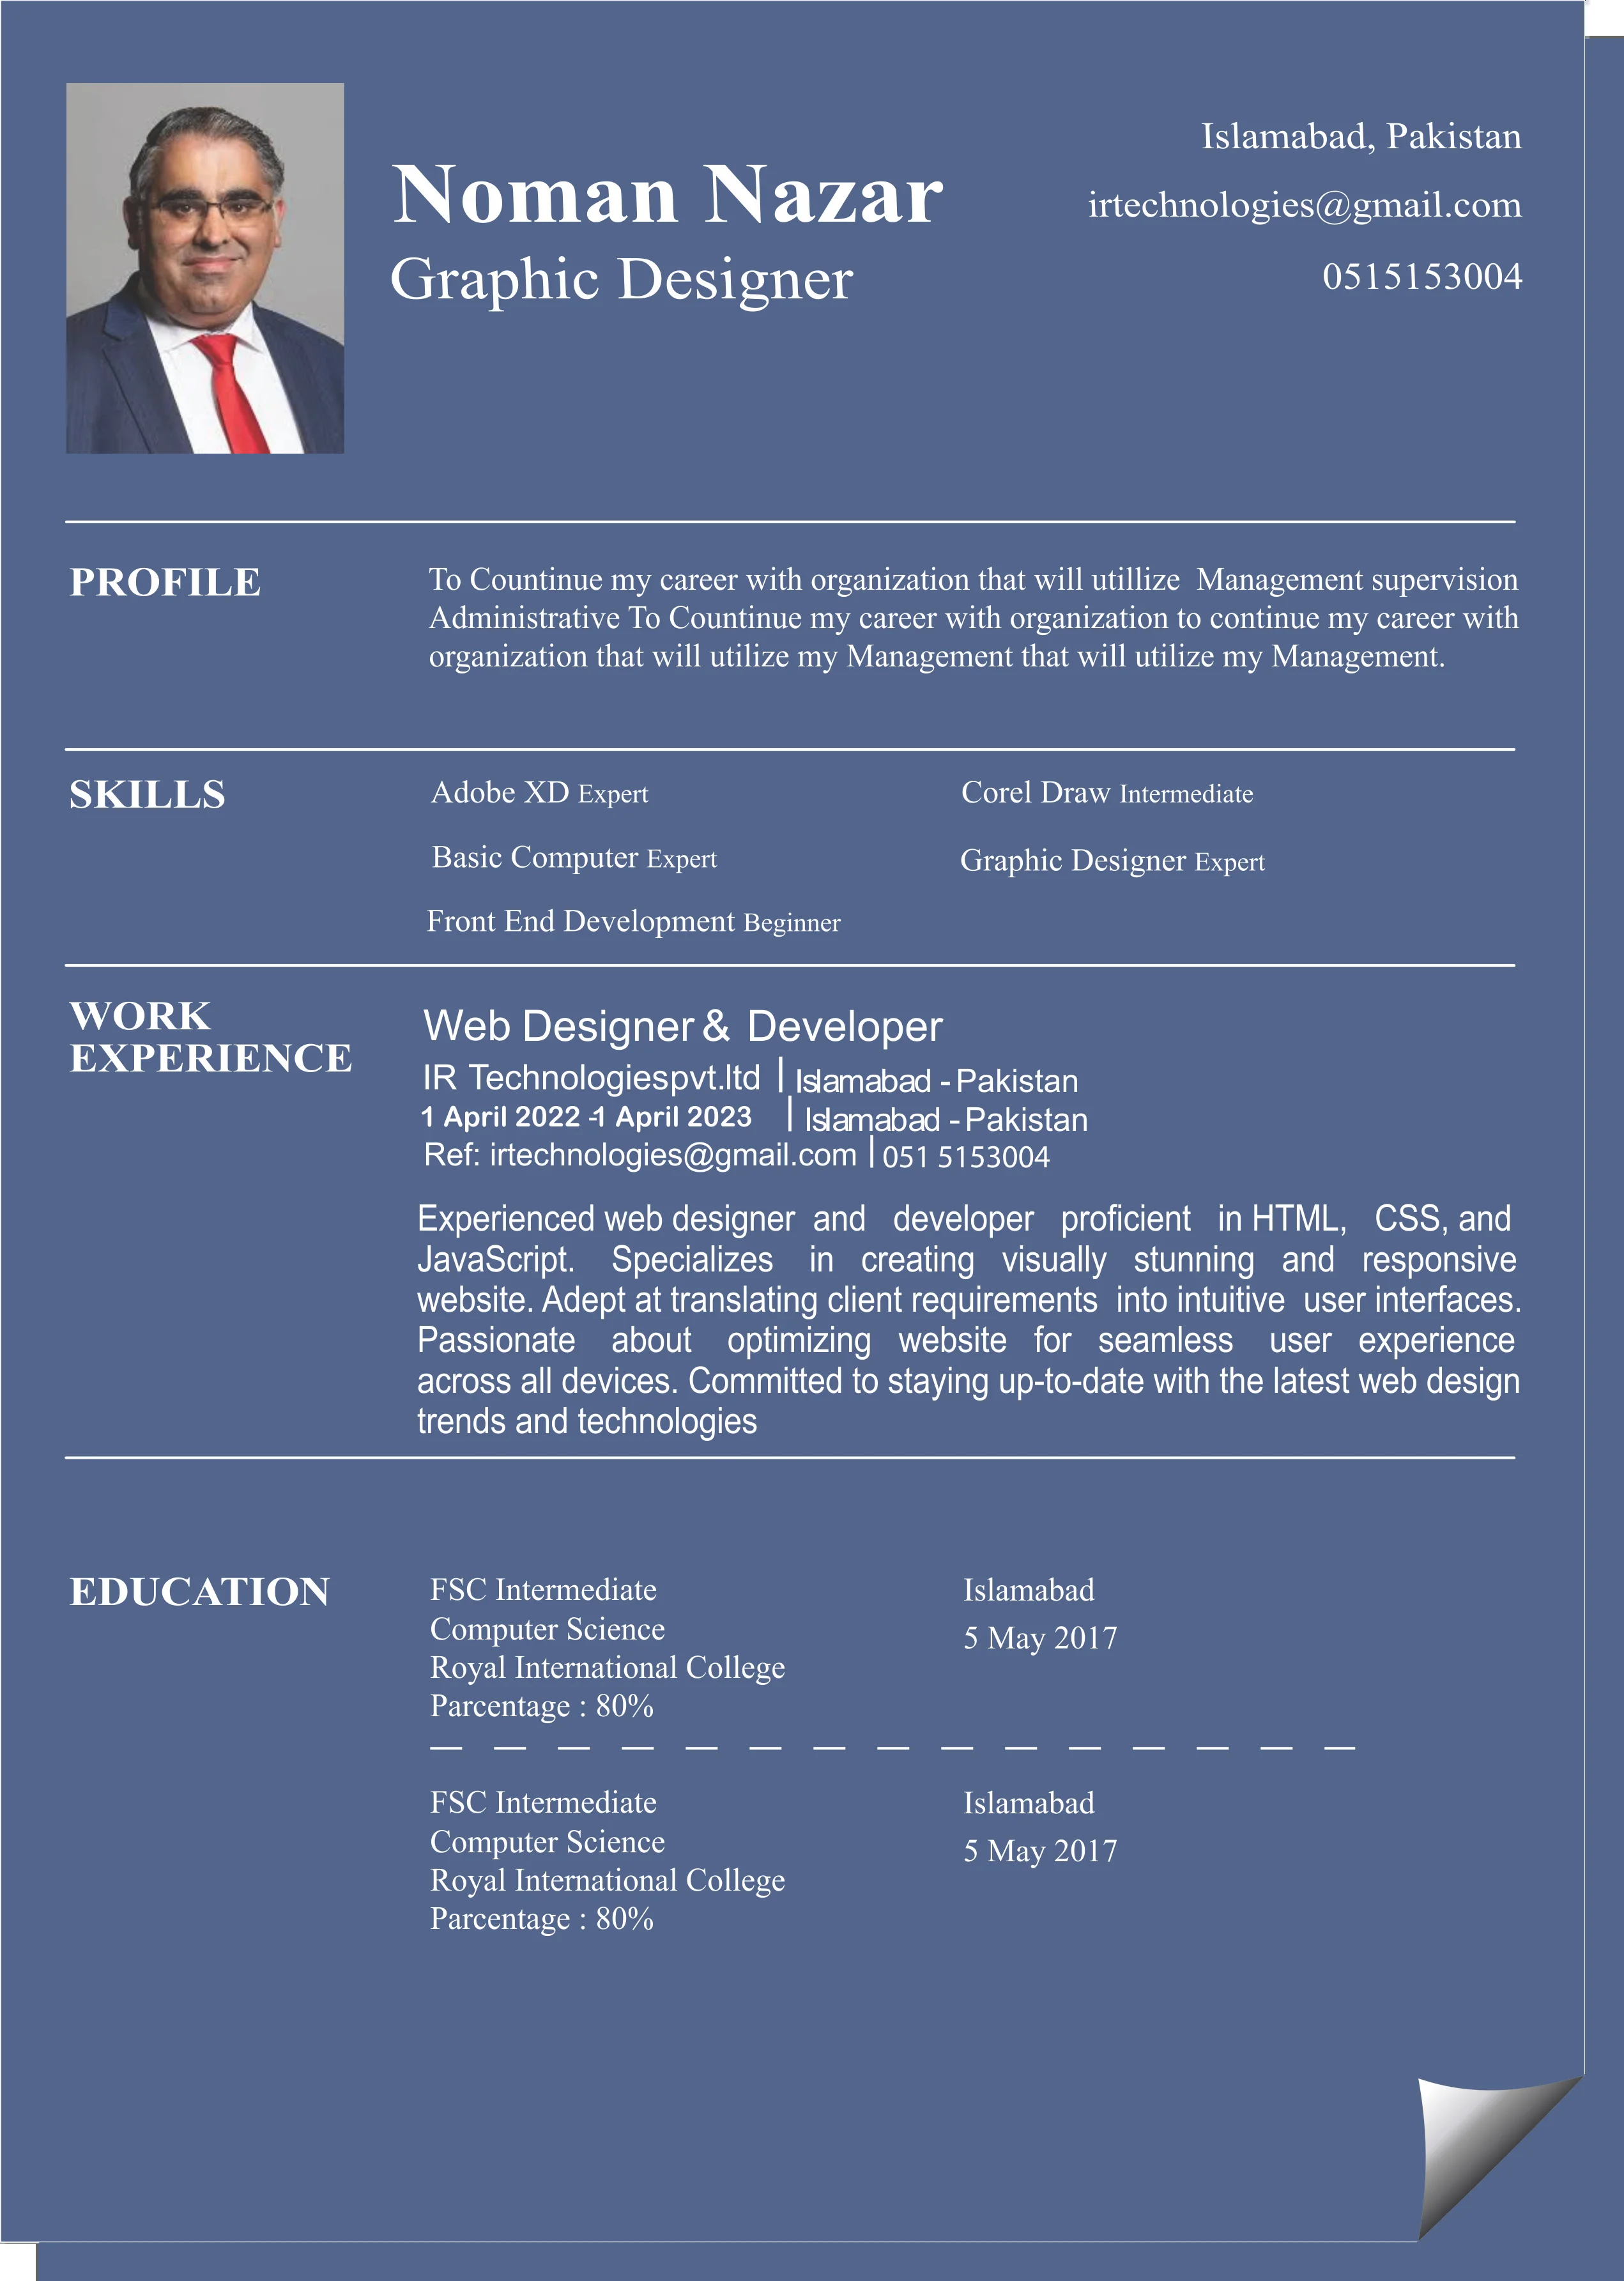 Noman Nazar
Graphic Designer
Islamabad, Pakistan
irtechnologies@gmail.com
0515153004
PROFILE
To Countinue my career with organization that will utillize Management supervision
Administrative To Countinue my career with organization to continue my career with
organization that will utilize my Management that will utilize my Management.
SKILLS
Adobe XD Expert
Corel Draw Intermediate
Basic Computer Expert
Graphic Designer Expert
Front End Development Beginner
WORK
EXPERIENCE
Web Designer & Developer
IR Technologiespvt.ltd | Islamabad - Pakistan
1 April 2022 -1 April 2023 | Islamabad - Pakistan
Ref: irtechnologies@gmail.com | 051 5153004
Experienced web designer and developer proficient in HTML, CSS, and
JavaScript. Specializes in creating visually stunning and responsive
website. Adept at translating client requirements into intuitive user interfaces.
Passionate about optimizing website for seamless user experience
across all devices. Committed to staying up-to-date with the latest web design
trends and technologies
EDUCATION
FSC Intermediate
Computer Science
Royal International College
Parcentage : 80%
Islamabad
5 May 2017
FSC Intermediate
Computer Science
Royal International College
Parcentage : 80%
Islamabad
5 May 2017